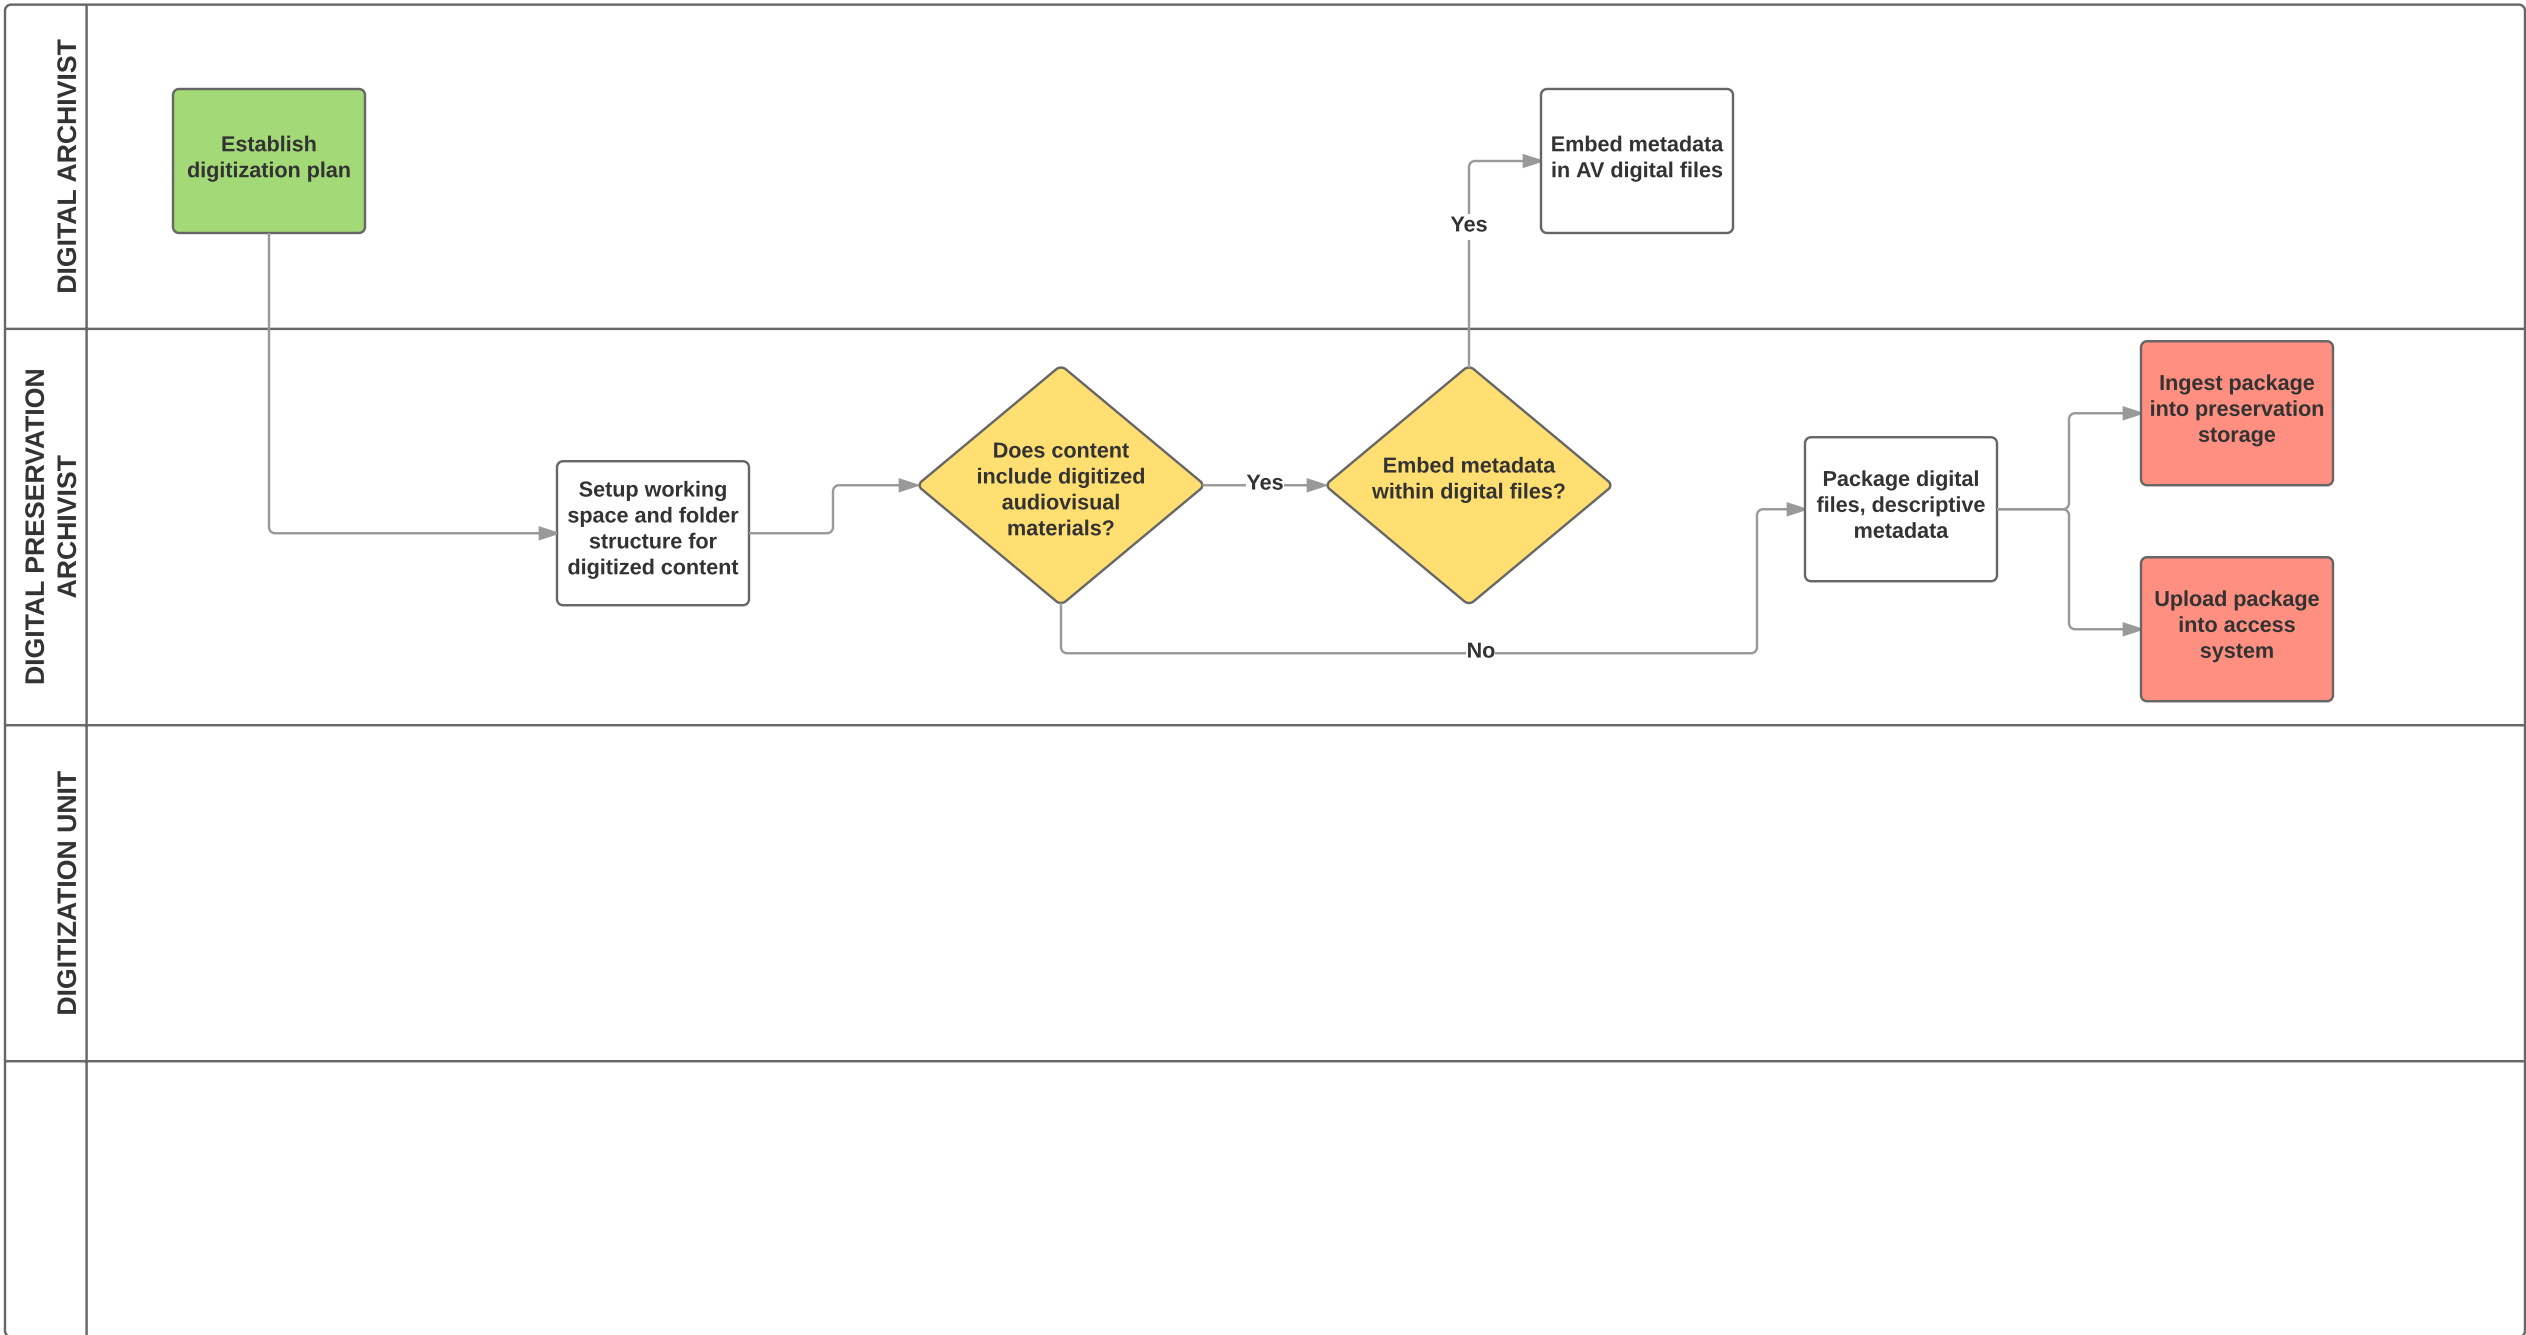 DIGITAL ARCHIVIST
Establish
digitization plan
Yes
Embed metadata
in AV digital files
DIGITAL PRESERVATION
ARCHIVIST
Setup working
space and folder
structure for
digitized content
Does content
include digitized
audiovisual
materials?
Yes
Embed metadata
within digital files?
No
Package digital
files, descriptive
metadata
Ingest package
into preservation
storage
Upload package
into access
system
DIGITIZATION UNIT